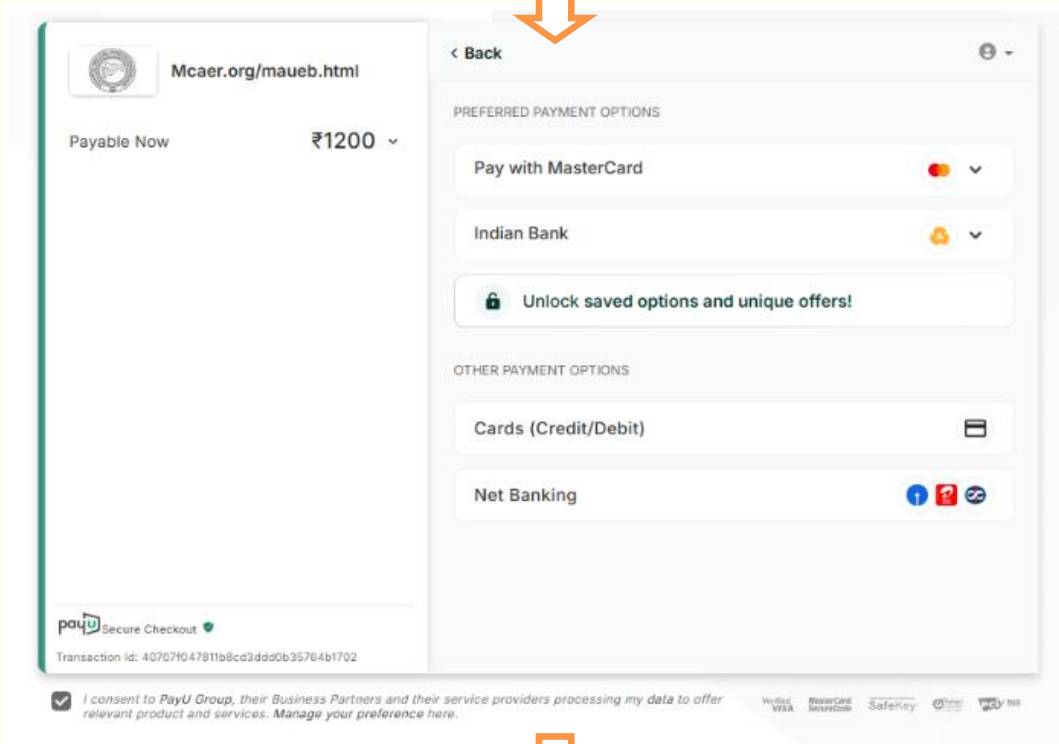 Mcaer.org/maueb.html
Payable Now ₹1200
payu Secure Checkout
Transaction Id: 40707f047811b8cd3ddd0b35764b1702
< Back
PREFERRED PAYMENT OPTIONS
Pay with MasterCard
Indian Bank
Unlock saved options and unique offers!
OTHER PAYMENT OPTIONS
Cards (Credit/Debit)
Net Banking
I consent to PayU Group, their Business Partners and their service providers processing my data to offer
relevant product and services. Manage your preference here.
VISA
MasterCard
SecureCode
SafeKey